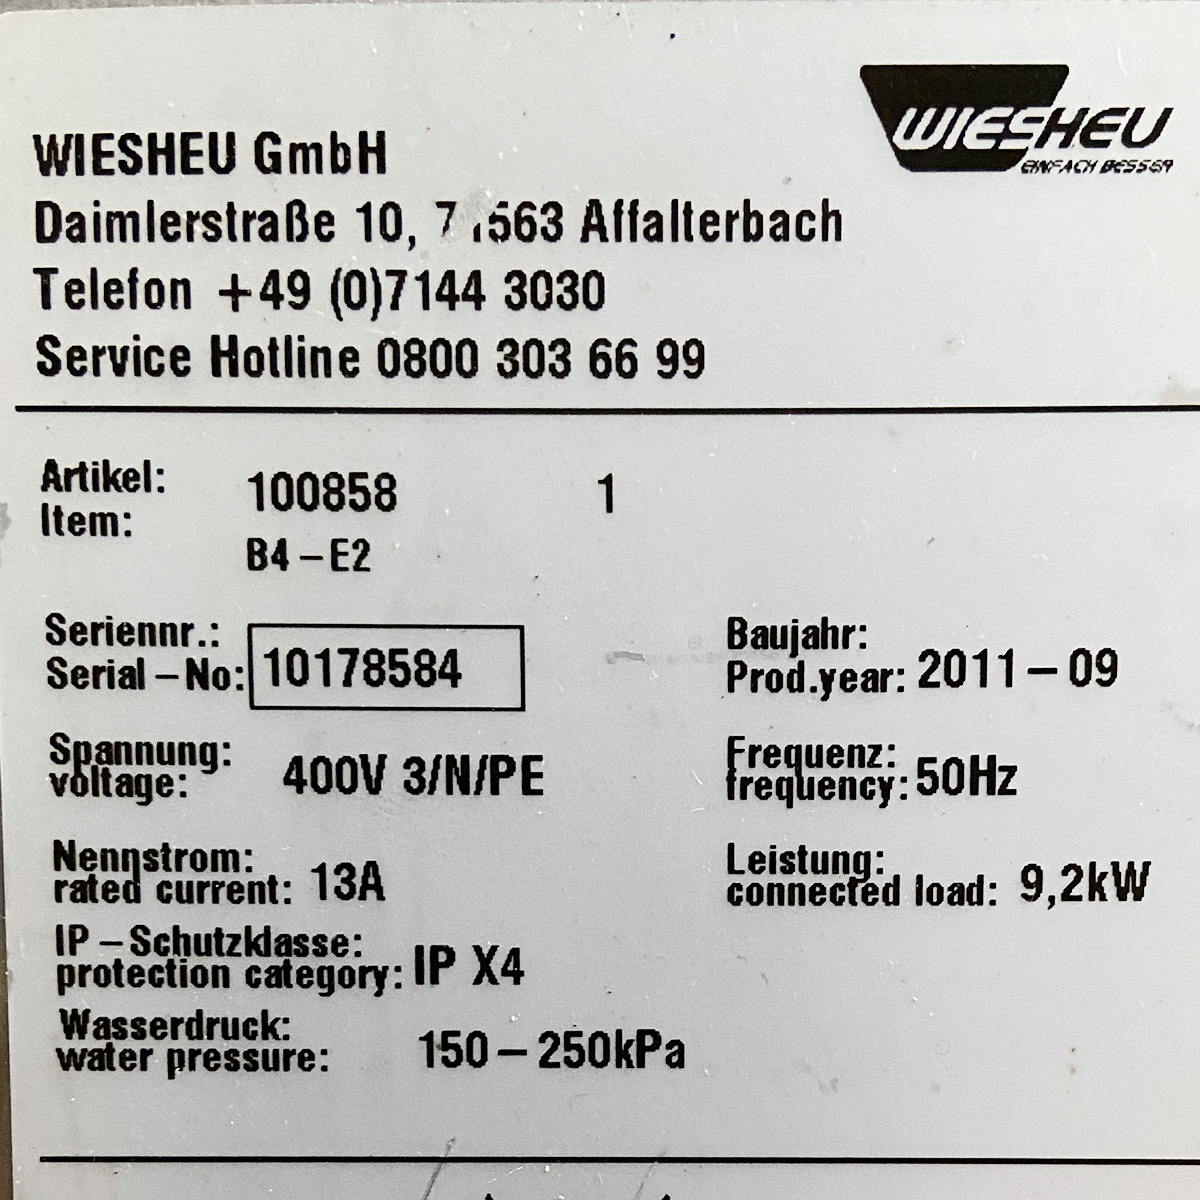 WIESHEU
EINFACH BESSER
WIESHEU GmbH
Daimlerstraße 10, Affalterbach
Telefon +49 (0)7144 3030
Service Hotline 0800 303 66 99
Artikel:
Item:
100858 1
B4-E2
Seriennr.:
Serial-No: 10178584
Baujahr:
Prod.year: 2011-09
Spannung:
voltage: 400V 3/N/PE
Frequenz:
frequency: 50Hz
Nennstrom:
rated current: 13A
Leistung:
connected load: 9,2kW
IP-Schutzklasse:
protection category: IP X4
Wasserdruck:
water pressure: 150-250kPa